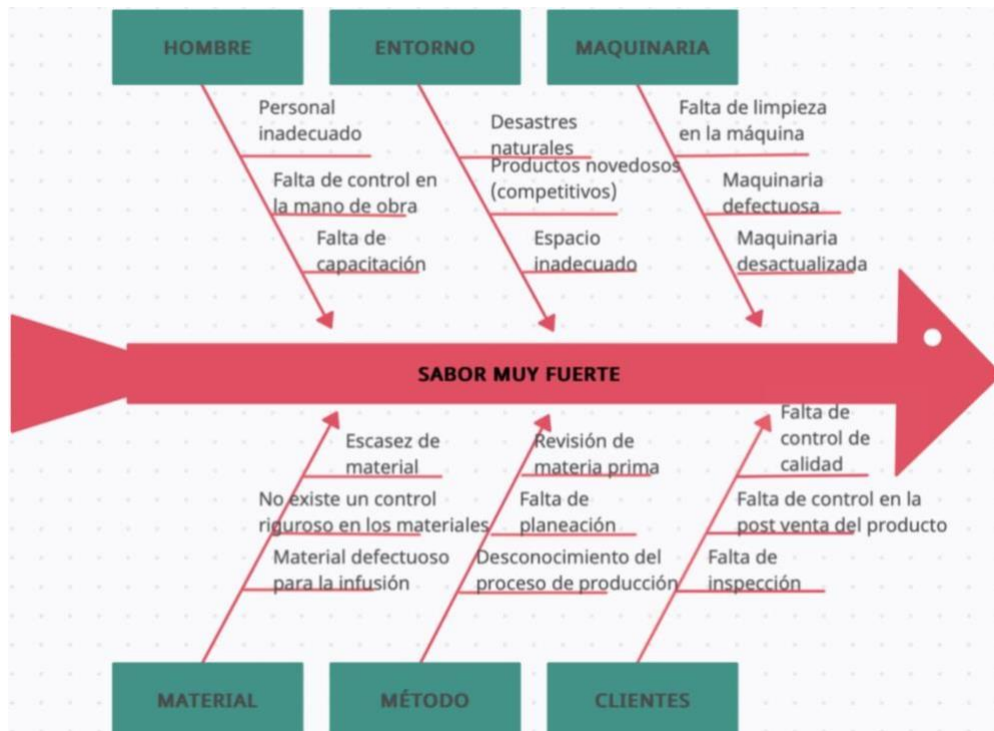 HOMBRE
ENTORNO
MAQUINARIA
Personal
inadecuado
Falta de control en
la mano de obra
Falta de
capacitación
Desastres
naturales
Productos novedosos
(competitivos)
Espacio
inadecuado
Falta de limpieza
en la máquina
Maquinaria
defectuosa
Maquinaria
desactualizada
SABOR MUY FUERTE
Escasez de
material
No existe un control
riguroso en los materiales
Material defectuoso
para la infusión
Revisión de
materia prima
Falta de
planeación
Desconocimiento del
proceso de producción
Falta de
control de
calidad
Falta de control en la
post venta del producto
Falta de
inspección
MATERIAL
MÉTODO
CLIENTES